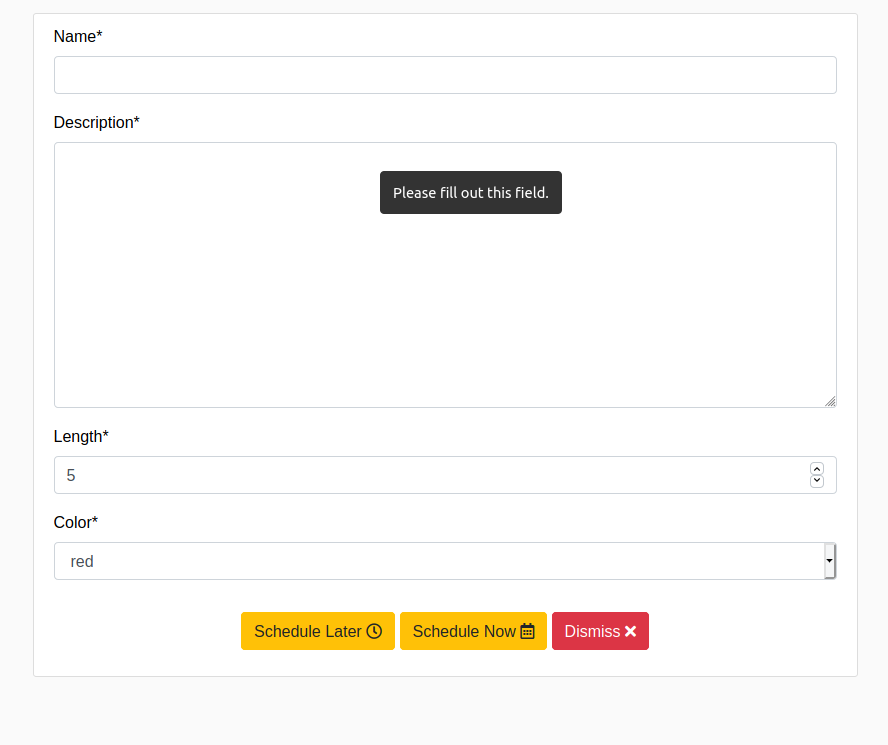 Name*
Description*
Please fill out this field.
Length*
5
Color*
red
Schedule Later Schedule Now Dismiss